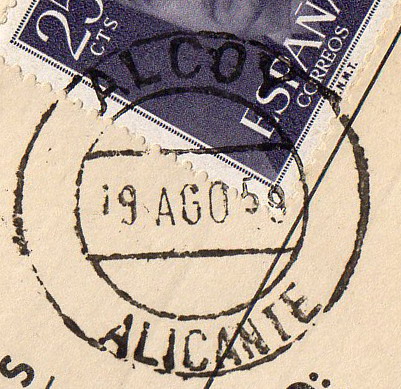 25
CTS
ESPAÑA
CORREOS
ALCOY
19 AGO 59
ALICANTE